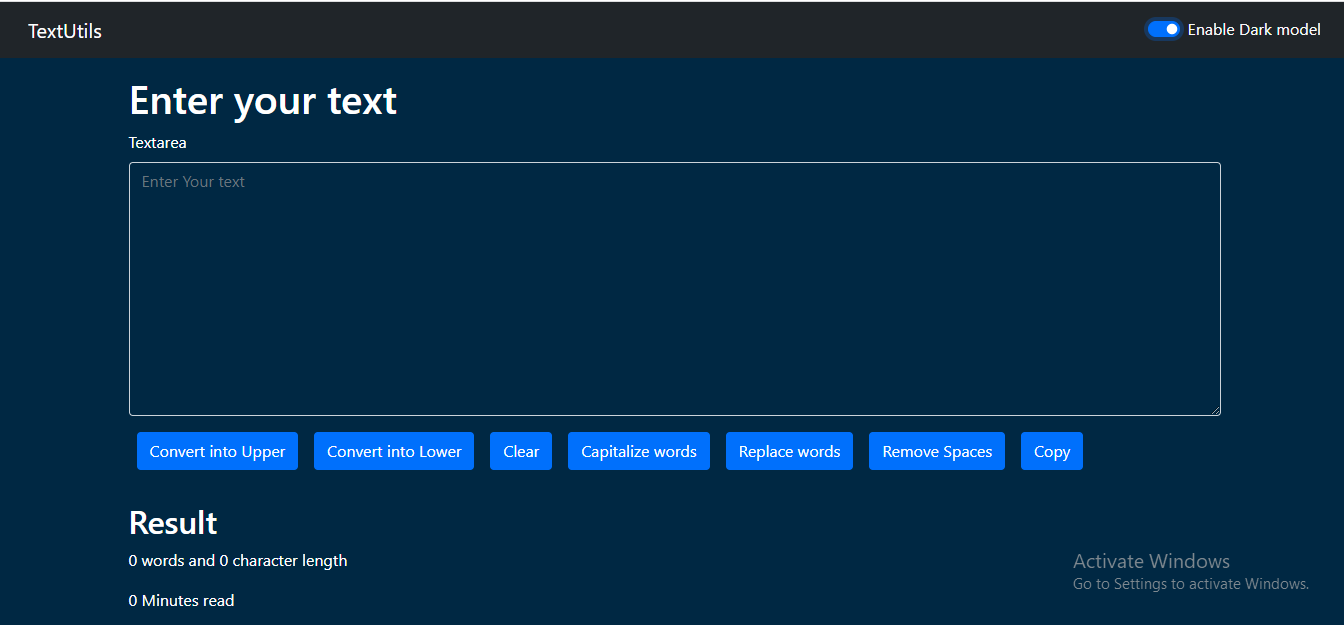 TextUtils
Enable Dark model
Enter your text
Textarea
Enter Your text
Convert into Upper
Convert into Lower
Clear
Capitalize words
Replace words
Remove Spaces
Copy
Result
0 words and 0 character length
0 Minutes read
Activate Windows
Go to Settings to activate Windows.